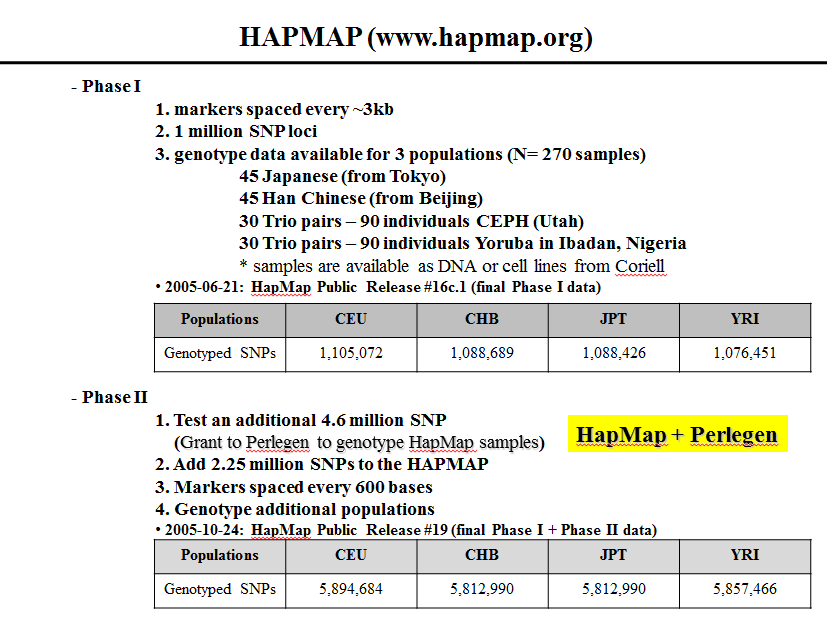 HAPMAP (www.hapmap.org)
- Phase I
1. markers spaced every ~3kb
2. 1 million SNP loci
3. genotype data available for 3 populations (N= 270 samples)
45 Japanese (from Tokyo)
45 Han Chinese (from Beijing)
30 Trio pairs – 90 individuals CEPH (Utah)
30 Trio pairs – 90 individuals Yoruba in Ibadan, Nigeria
* samples are available as DNA or cell lines from Coriell
• 2005-06-21: HapMap Public Release #16c.1 (final Phase I data)
Populations CEU CHB JPT YRI
Genotyped SNPs 1,105,072 1,088,689 1,088,426 1,076,451
- Phase II
1. Test an additional 4.6 million SNP
(Grant to Perlegen to genotype HapMap samples)
HapMap + Perlegen
2. Add 2.25 million SNPs to the HAPMAP
3. Markers spaced every 600 bases
4. Genotype additional populations
• 2005-10-24: HapMap Public Release #19 (final Phase I + Phase II data)
Populations CEU CHB JPT YRI
Genotyped SNPs 5,894,684 5,812,990 5,812,990 5,857,466